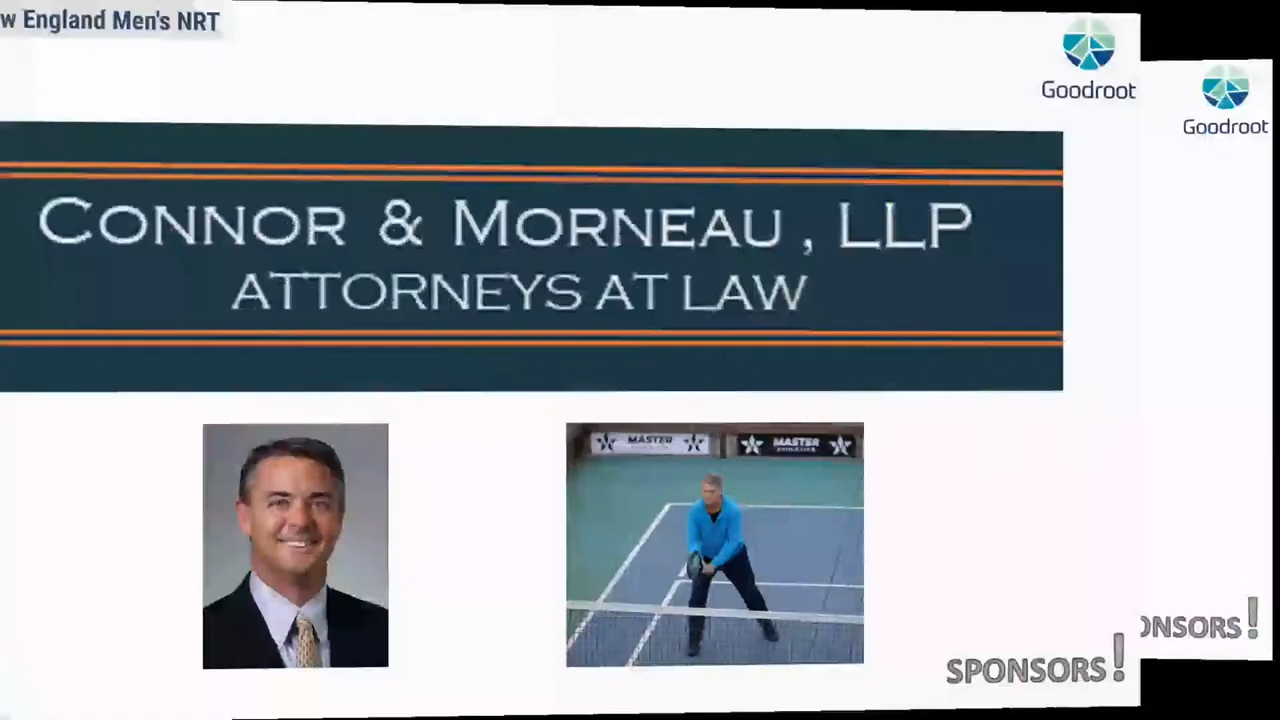 w England Men's NRT
Goodroot
Goodroot
CONNOR & MORNEAU, LLP
ATTORNEYS AT LAW
MASTER
MASTER
ONSORS!
SPONSORS!